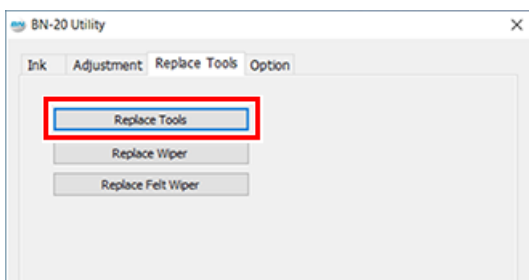 BN-20 Utility
Ink Adjustment Replace Tools Option
Replace Tools
Replace Wiper
Replace Felt Wiper